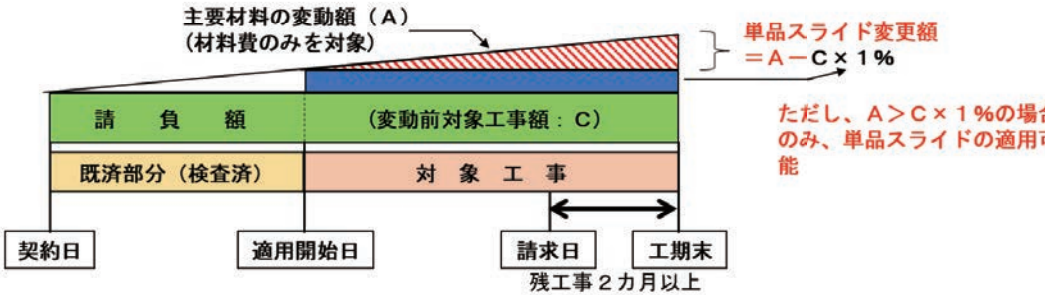 主要材料の変動額（A）
（材料費のみを対象）
単品スライド変更額
＝A－C×1%
請　負　額
（変動前対象工事額：C）
ただし、A＞C×1%の場合
のみ、単品スライドの適用可
能
既済部分（検査済）
対　象　工　事
契約日
適用開始日
請求日
工期末
残工事2カ月以上